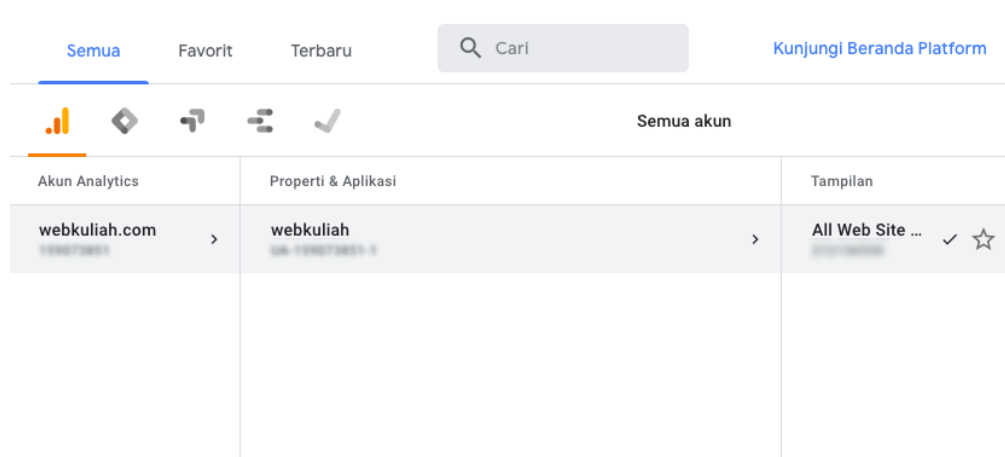 Semua
Favorit
Terbaru
Cari
Kunjungi Beranda Platform
Semua akun
Akun Analytics
Properti & Aplikasi
Tampilan
webkuliah.com
webkuliah
All Web Site ...